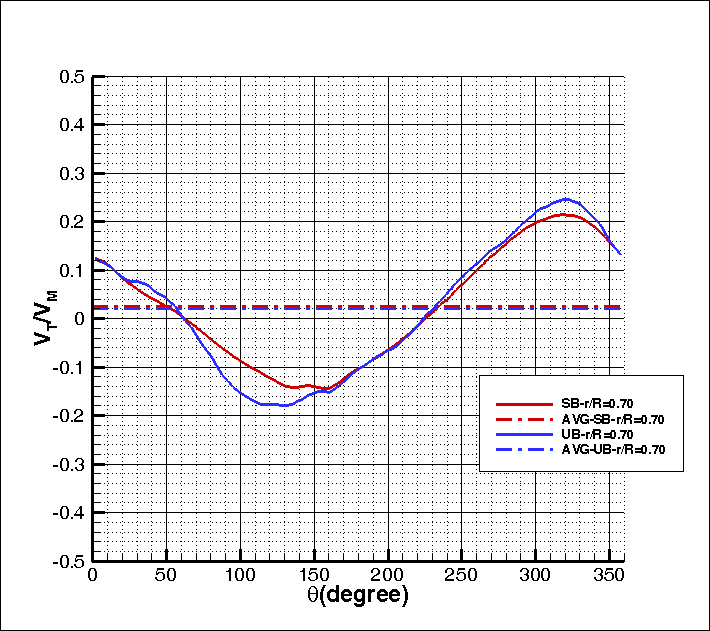 0.5
0.4
0.3
0.2
0.1
0
-0.1
-0.2
-0.3
-0.4
-0.5
V_T/V_M
SB-r/R=0.70
AVG-SB-r/R=0.70
UB-r/R=0.70
AVG-UB-r/R=0.70
0 50 100 150 200 250 300 350
θ(degree)